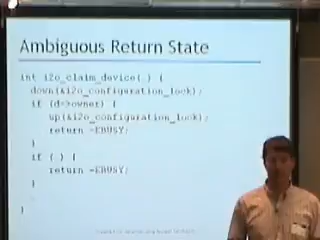 Ambiguous Return State
int i2o_claim_device( ) {
down(&i2o_configuration_lock);
if (d->owner) {
up(&i2o_configuration_lock);
return -EBUSY;
}
if ( ) {
return -EBUSY;
}
}